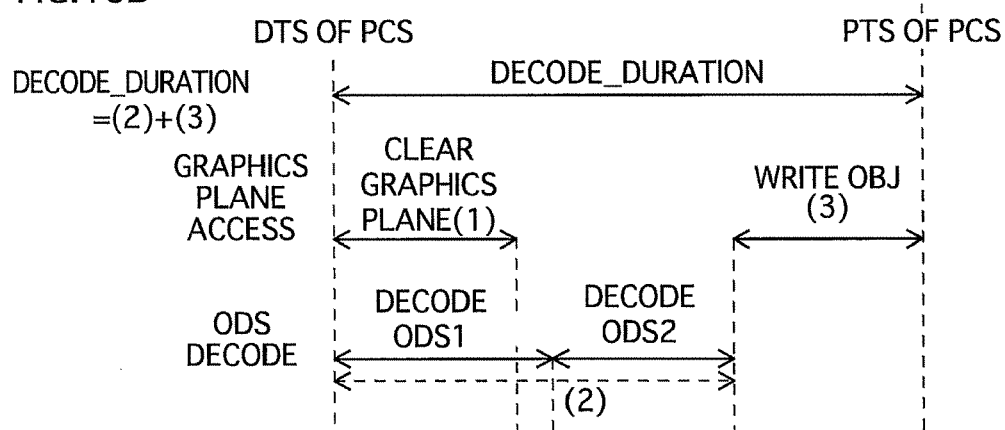 DTS OF PCS
PTS OF PCS
DECODE_DURATION
=(2)+(3)
DECODE_DURATION
GRAPHICS
PLANE
ACCESS
CLEAR
GRAPHICS
PLANE(1)
WRITE OBJ
(3)
ODS
DECODE
DECODE
ODS1
DECODE
ODS2
(2)